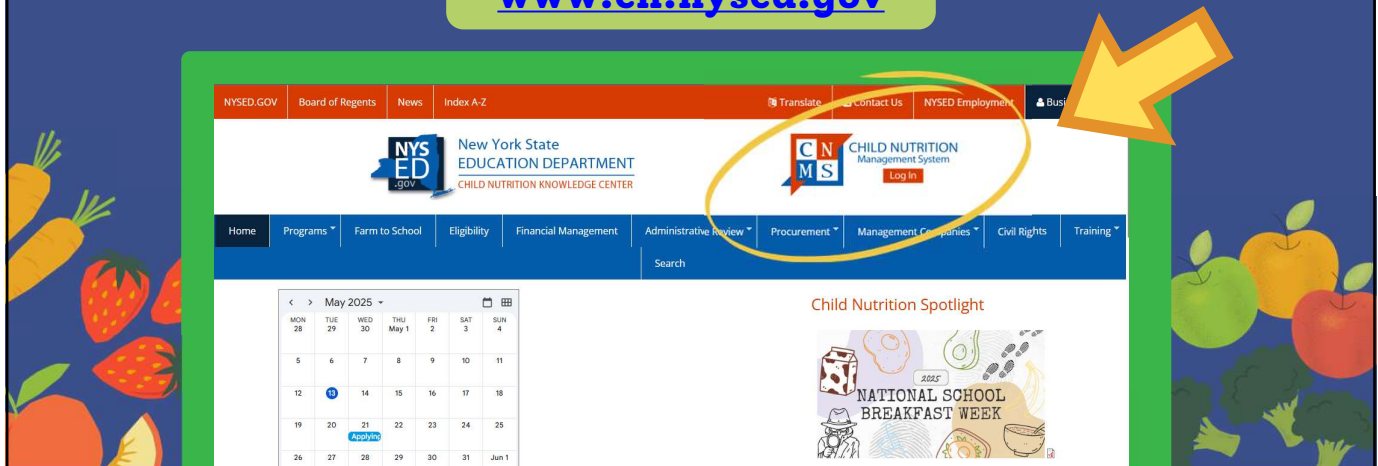 www.cn.nysed.gov
NYSED.GOV Board of Regents News Index A-Z Translate Contact Us NYSED Employment
NYS
ED
.gov
New York State
EDUCATION DEPARTMENT
CHILD NUTRITION KNOWLEDGE CENTER
C N
M S
CHILD NUTRITION
Management System
Log In
Home Programs Farm to School Eligibility Financial Management Administrative Review Procurement Management Companies Civil Rights Training
Search
< > May 2025
MON TUE WED THU FRI SAT SUN
28 29 30 May 1 2 3 4
5 6 7 8 9 10 11
12 13 14 15 16 17 18
19 20 21 22 23 24 25
Applying
26 27 28 29 30 31 Jun 1
Child Nutrition Spotlight
2025
NATIONAL SCHOOL
BREAKFAST WEEK